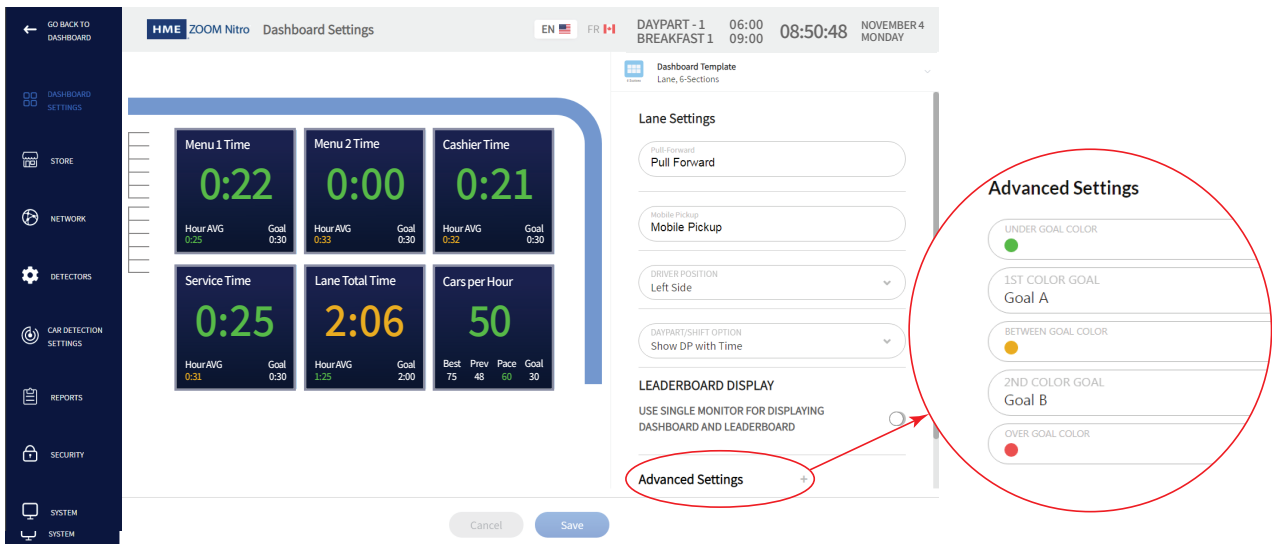 GO BACK TO
DASHBOARD
DASHBOARD
SETTINGS
STORE
NETWORK
DETECTORS
CAR DETECTION
SETTINGS
REPORTS
SECURITY
SYSTEM
SYSTEM
HME ZOOM Nitro Dashboard Settings
EN FR
DAYPART - 1 06:00
BREAKFAST 1 09:00
08:50:48
NOVEMBER 4
MONDAY
Menu 1 Time
0:22
Hour AVG Goal
0:25 0:30
Menu 2 Time
0:00
Hour AVG Goal
0:33 0:30
Cashier Time
0:21
Hour AVG Goal
0:32 0:30
Service Time
0:25
Hour AVG Goal
0:31 0:30
Lane Total Time
2:06
Hour AVG Goal
1:25 2:00
Cars per Hour
50
Best Prev Pace Goal
75 48 60 30
Cancel Save
Dashboard Template
Lane, 6-Sections
Lane Settings
Pull-Forward
Pull Forward
Mobile Pickup
Mobile Pickup
DRIVER POSITION
Left Side
DAYPART/SHIFT OPTION
Show DP with Time
LEADERBOARD DISPLAY
USE SINGLE MONITOR FOR DISPLAYING
DASHBOARD AND LEADERBOARD
Advanced Settings +
Advanced Settings
UNDER GOAL COLOR
1ST COLOR GOAL
Goal A
BETWEEN GOAL COLOR
2ND COLOR GOAL
Goal B
OVER GOAL COLOR